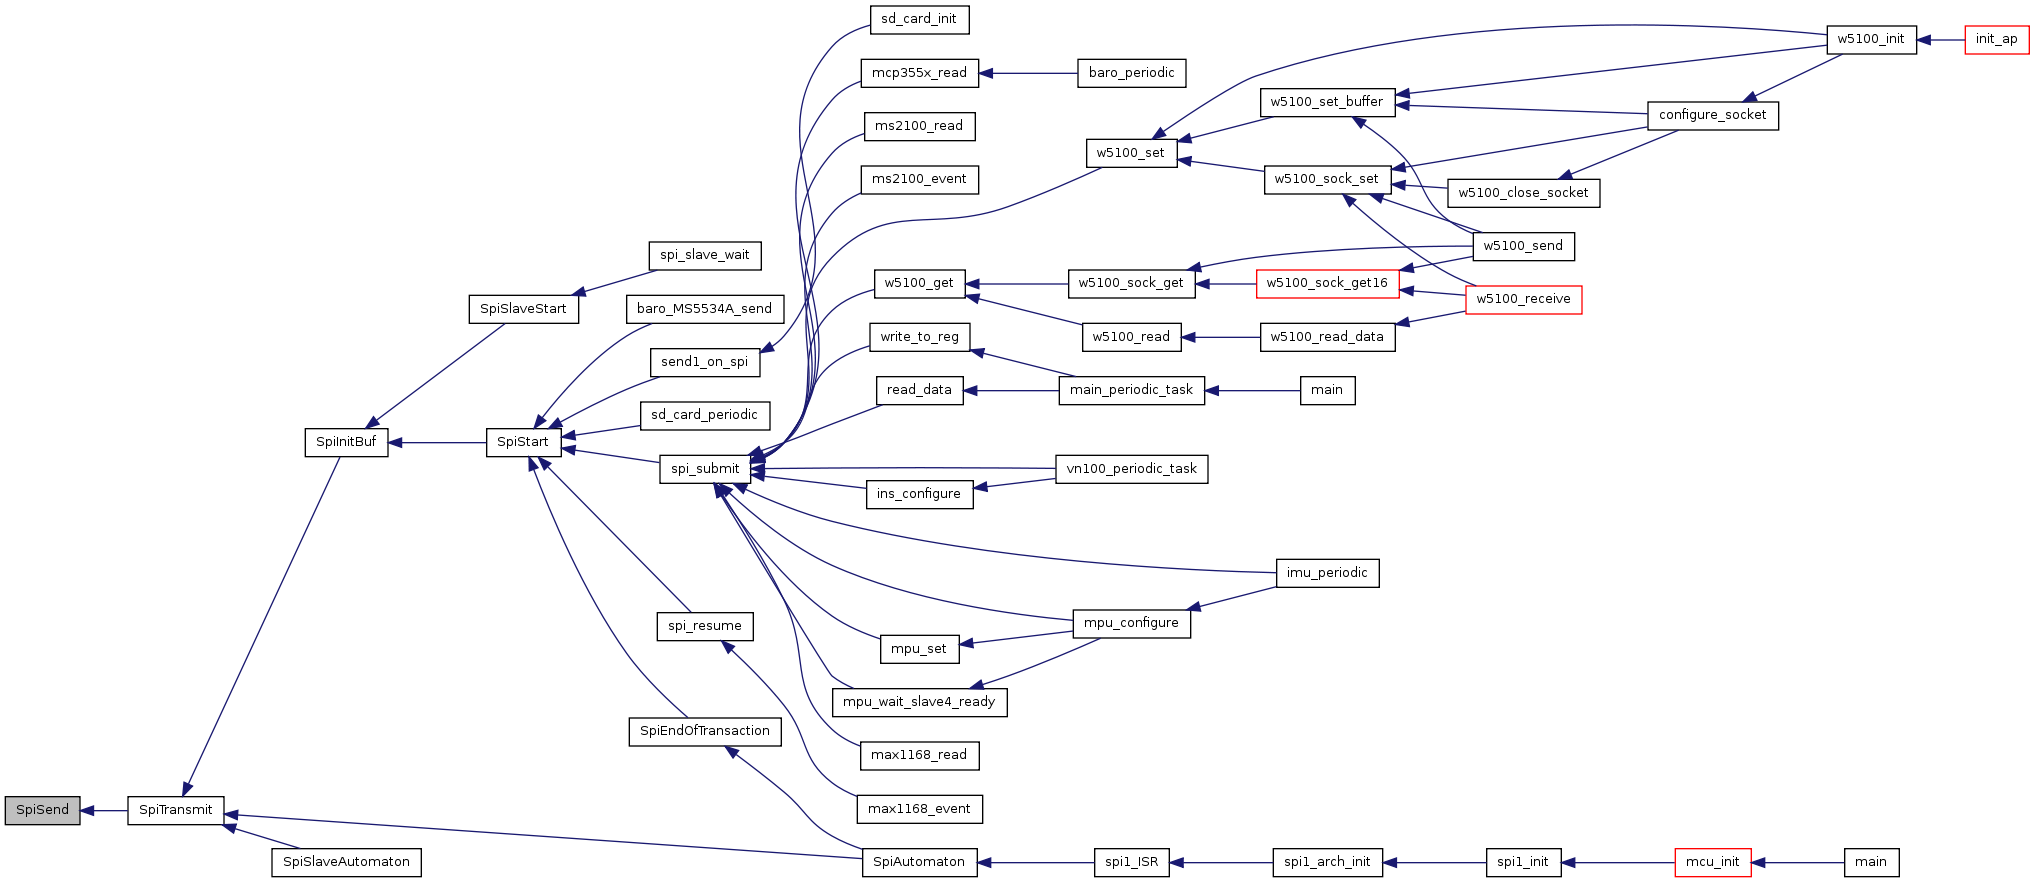 sd_card_init
w5100_init
init_ap
mcp355x_read
baro_periodic
w5100_set_buffer
configure_socket
ms2100_read
w5100_set
ms2100_event
w5100_sock_set
w5100_close_socket
spi_slave_wait
w5100_send
w5100_get
w5100_sock_get
w5100_sock_get16
w5100_receive
SpiSlaveStart
baro_MS5534A_send
write_to_reg
w5100_read
w5100_read_data
send1_on_spi
read_data
main_periodic_task
main
sd_card_periodic
SpiInitBuf
SpiStart
spi_submit
vn100_periodic_task
ins_configure
imu_periodic
spi_resume
mpu_configure
mpu_set
mpu_wait_slave4_ready
SpiEndOfTransaction
max1168_read
SpiSend
SpiTransmit
max1168_event
SpiSlaveAutomaton
SpiAutomaton
spi1_ISR
spi1_arch_init
spi1_init
mcu_init
main